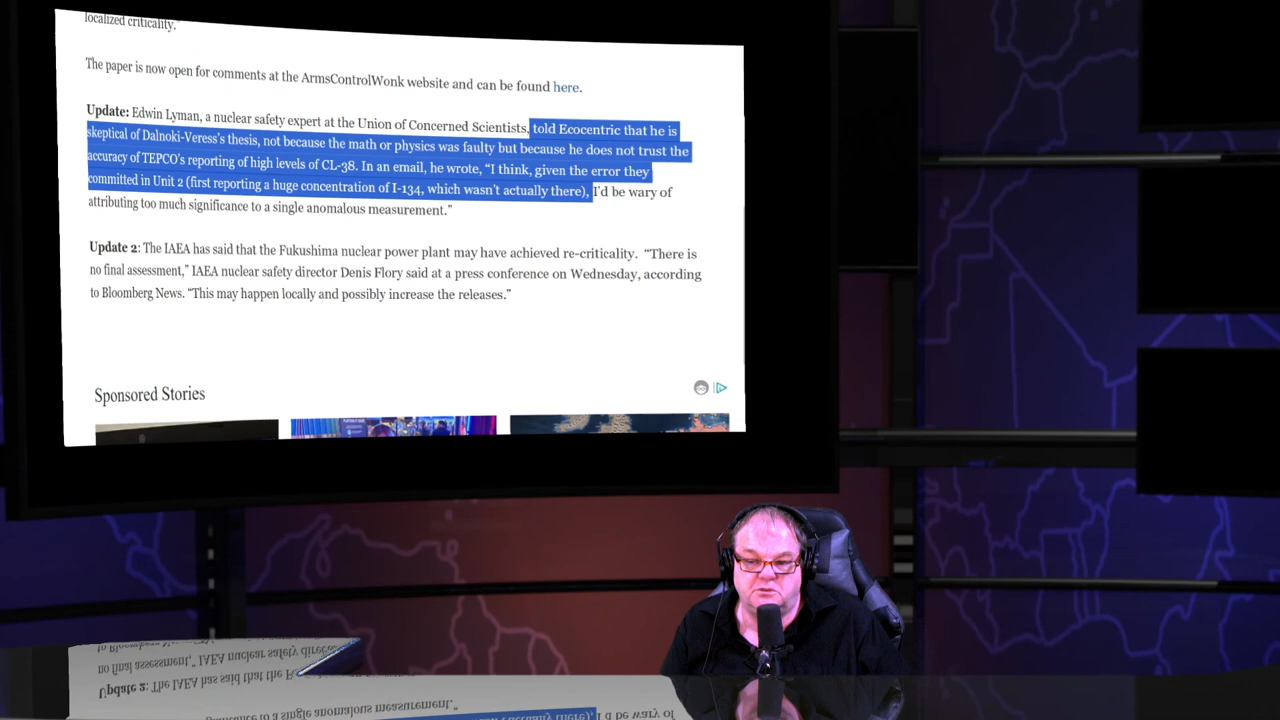 localized criticality."
The paper is now open for comments at the ArmsControlWonk website and can be found here.
Update: Edwin Lyman, a nuclear safety expert at the Union of Concerned Scientists, told Ecocentric that he is
skeptical of Dalnoki-Veress's thesis, not because the math or physics was faulty but because he does not trust the
accuracy of TEPCO's reporting of high levels of CL-38. In an email, he wrote, "I think, given the error they
committed in Unit 2 (first reporting a huge concentration of I-134, which wasn't actually there), I'd be wary of
attributing too much significance to a single anomalous measurement."
Update 2: The IAEA has said that the Fukushima nuclear power plant may have achieved re-criticality. "There is
no final assessment," IAEA nuclear safety director Denis Flory said at a press conference on Wednesday, according
to Bloomberg News. "This may happen locally and possibly increase the releases."
Sponsored Stories